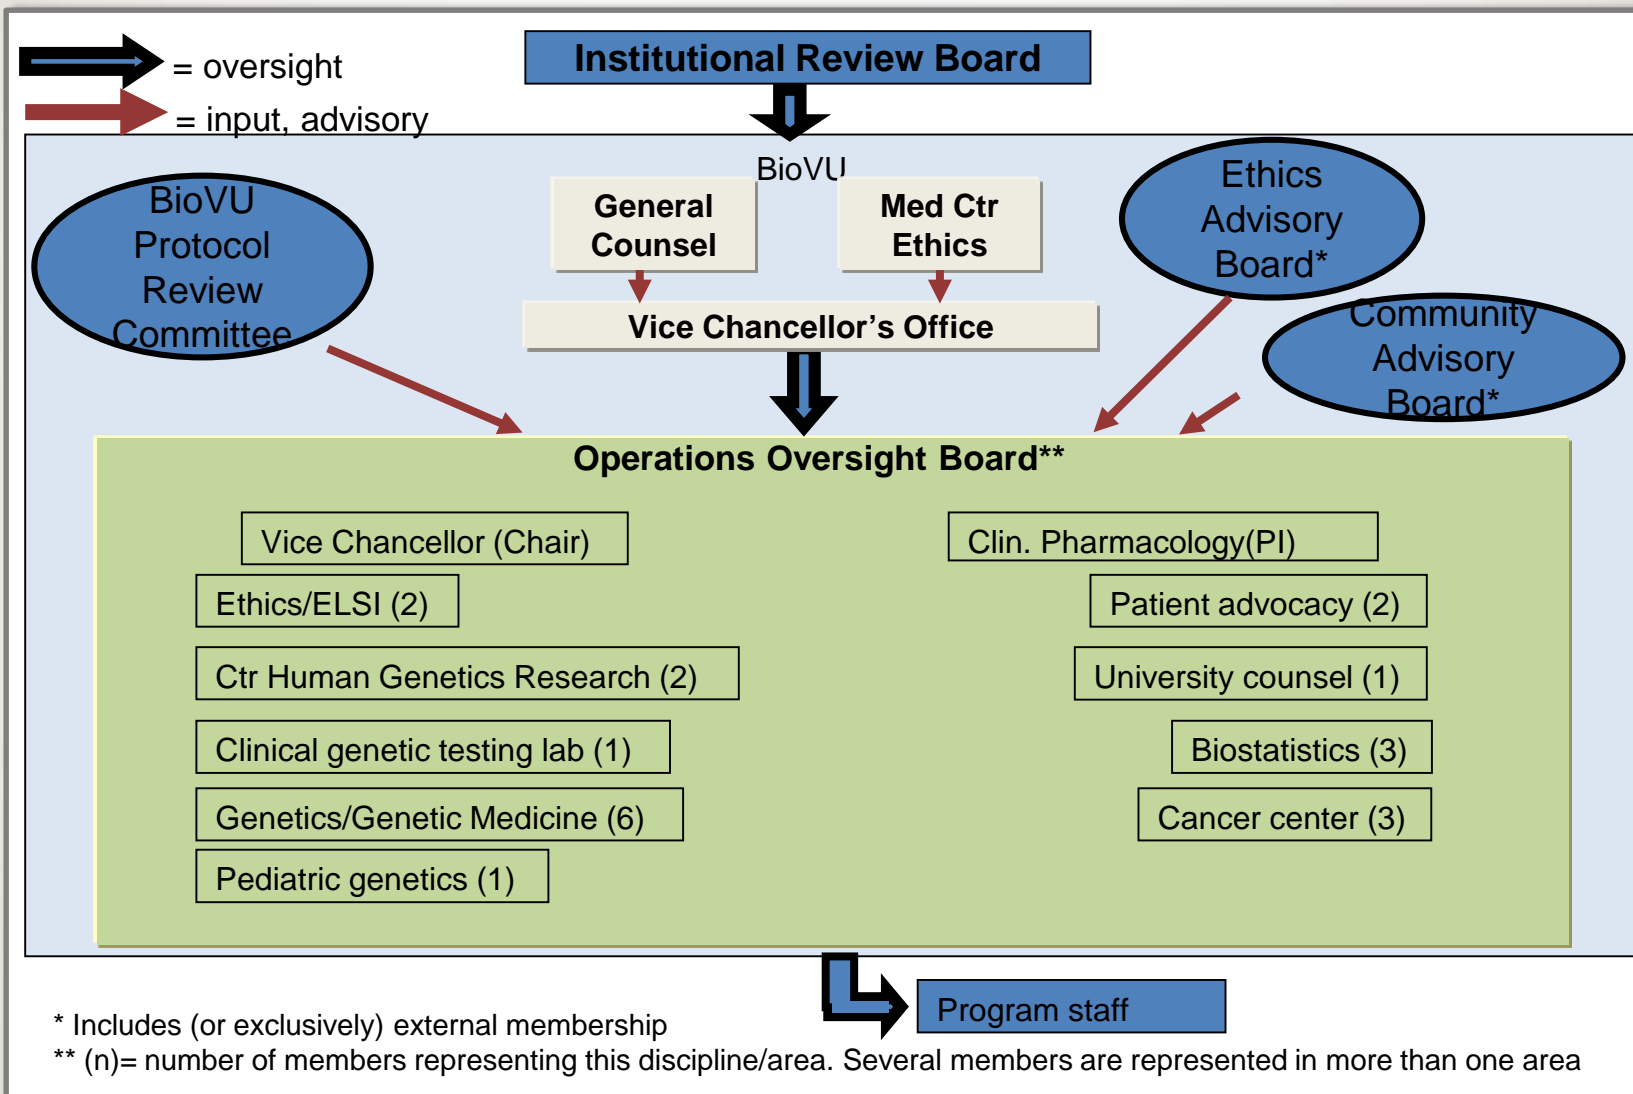 = oversight
= input, advisory
Institutional Review Board
BioVU
BioVU
Protocol
Review
Committee
General
Counsel
Med Ctr
Ethics
Ethics
Advisory
Board*
Vice Chancellor’s Office
Community
Advisory
Board*
Operations Oversight Board**
Vice Chancellor (Chair)
Ethics/ELSI (2)
Ctr Human Genetics Research (2)
Clinical genetic testing lab (1)
Genetics/Genetic Medicine (6)
Pediatric genetics (1)
Clin. Pharmacology(PI)
Patient advocacy (2)
University counsel (1)
Biostatistics (3)
Cancer center (3)
Program staff
* Includes (or exclusively) external membership
** (n)= number of members representing this discipline/area. Several members are represented in more than one area